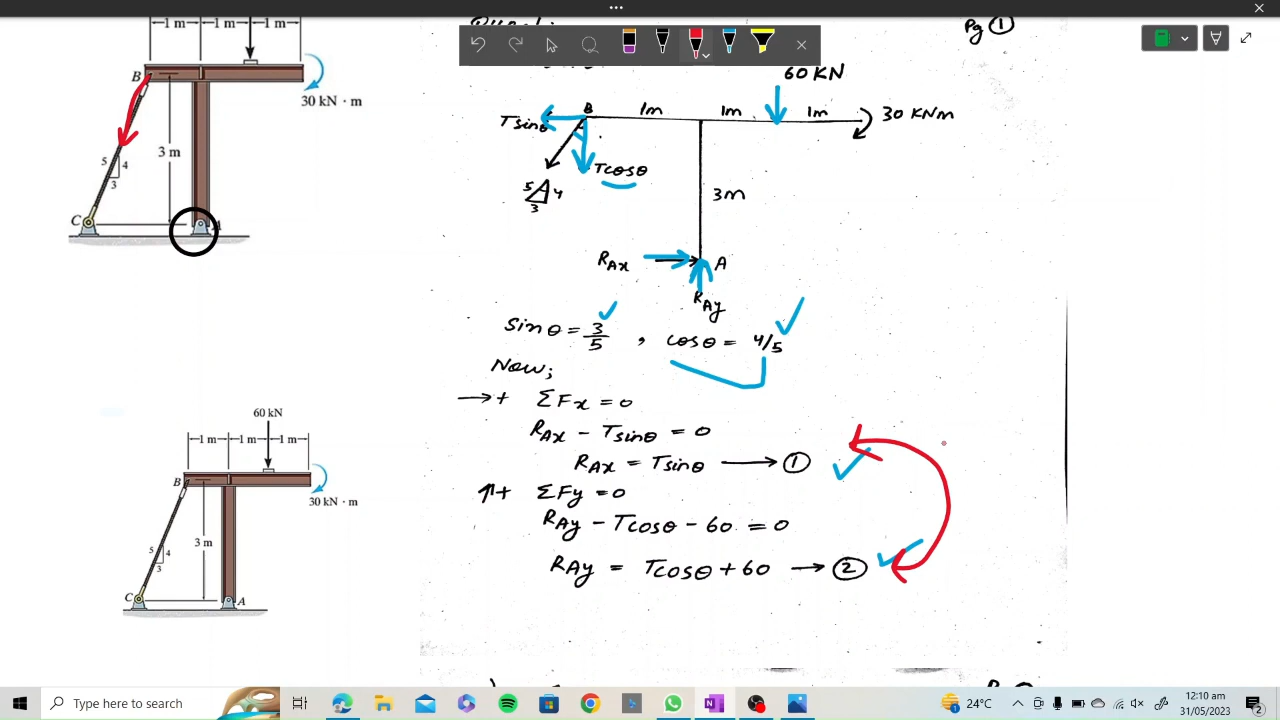 Pg ①
1 m 1 m 1 m
B
30 kN · m
3 m
5 4
3
C
A
60 KN
B 1m 1m 1m 30 KNm
Tsinθ
Tcosθ
5 4
3
3m
RAx A
RAy
sinθ = 3/5 , cosθ = 4/5
Now;
→+ ΣFx = 0
RAx - Tsinθ = 0
RAx = Tsinθ → ①
↑+ ΣFy = 0
RAy - Tcosθ - 60 = 0
RAy = Tcosθ + 60 → ②
60 kN
1 m 1 m 1 m
B
30 kN · m
3 m
5 4
3
C A
Type here to search
24°C
12:10 am
31/05/2023
2